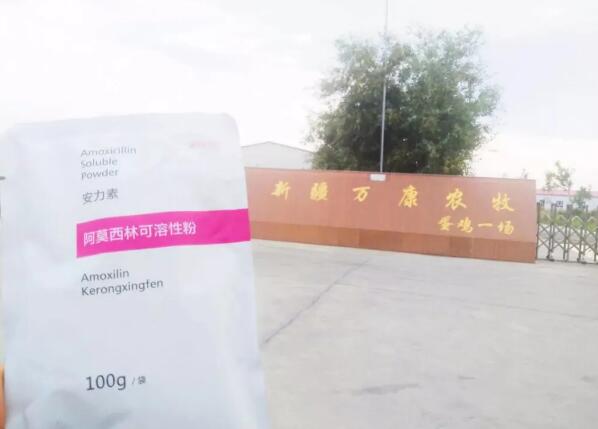 Amoxicillin
Soluble
Powder
安力素
阿莫西林可溶性粉
Amoxilin
Kerongxingfen
100g /袋
新疆万康农牧
蛋鸡一场